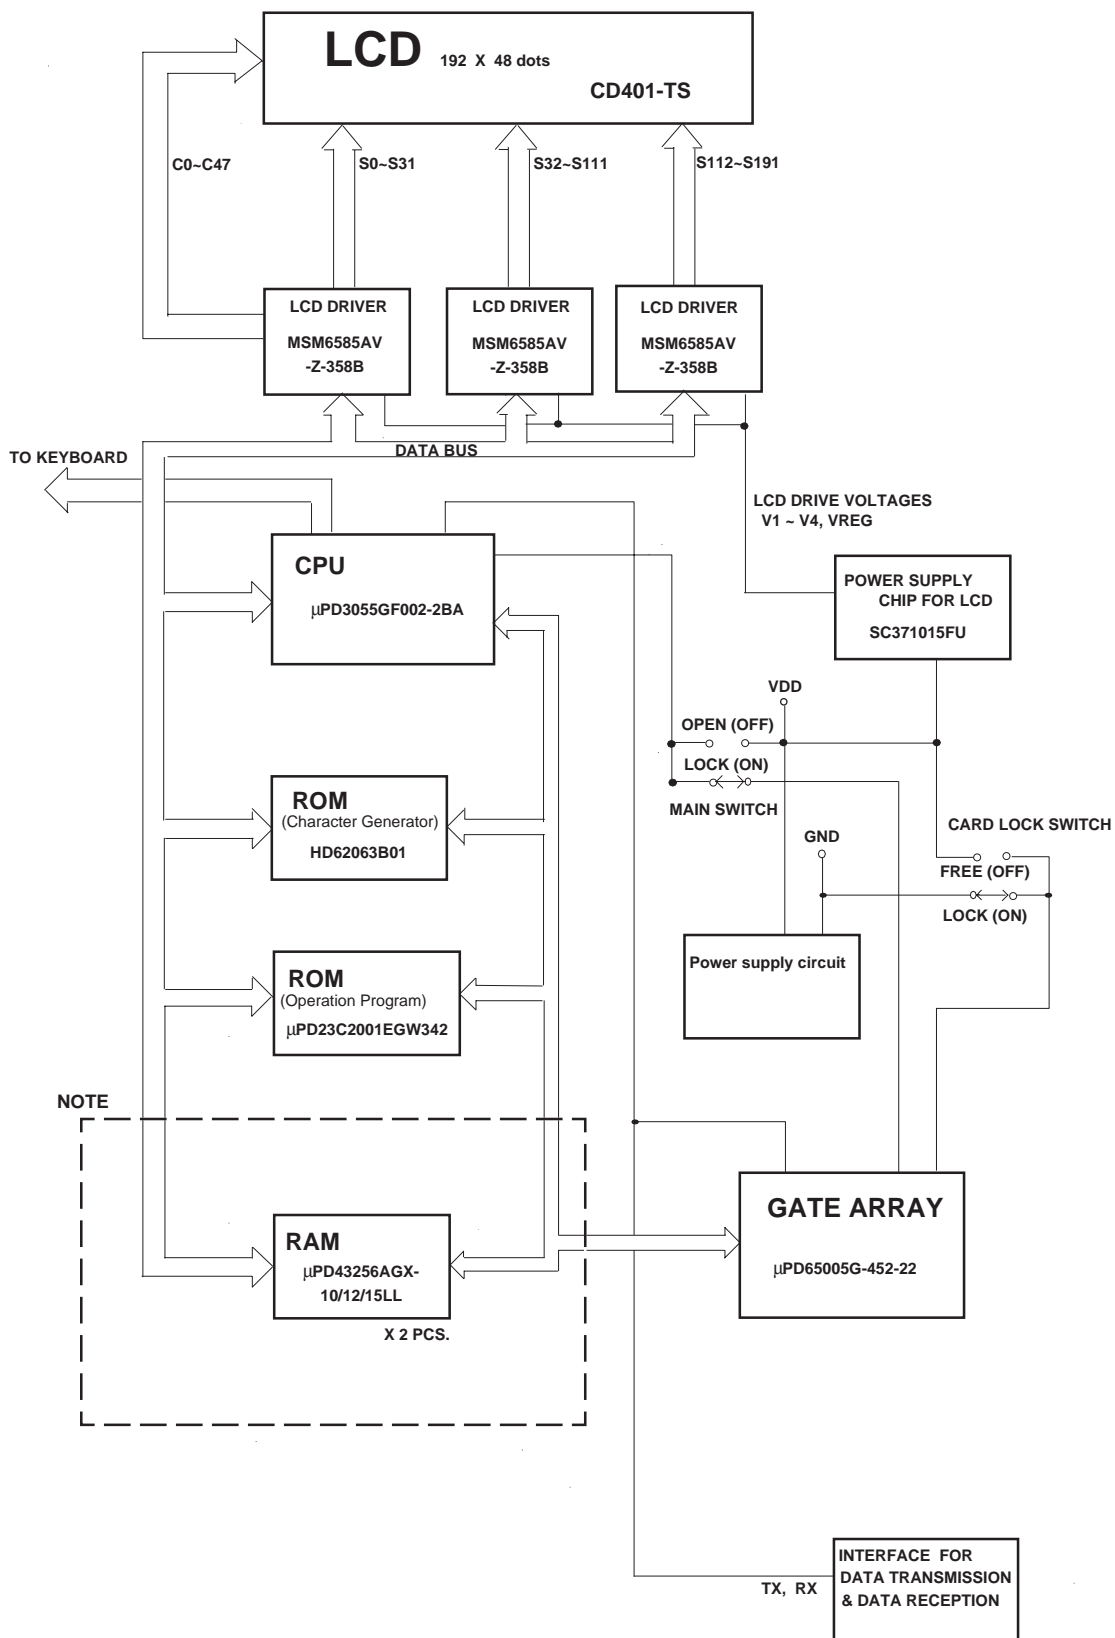 LCD 192 X 48 dots
CD401-TS
C0~C47
S0~S31
S32~S111
S112~S191
LCD DRIVER
MSM6585AV
-Z-358B
LCD DRIVER
MSM6585AV
-Z-358B
LCD DRIVER
MSM6585AV
-Z-358B
DATA BUS
TO KEYBOARD
LCD DRIVE VOLTAGES
V1 ~ V4, VREG
CPU
µPD3055GF002-2BA
POWER SUPPLY
CHIP FOR LCD
SC371015FU
VDD
OPEN (OFF)
LOCK (ON)
MAIN SWITCH
ROM
(Character Generator)
HD62063B01
GND
CARD LOCK SWITCH
FREE (OFF)
LOCK (ON)
Power supply circuit
ROM
(Operation Program)
µPD23C2001EGW342
NOTE
RAM
µPD43256AGX-
10/12/15LL
X 2 PCS.
GATE ARRAY
µPD65005G-452-22
TX, RX
INTERFACE FOR
DATA TRANSMISSION
& DATA RECEPTION